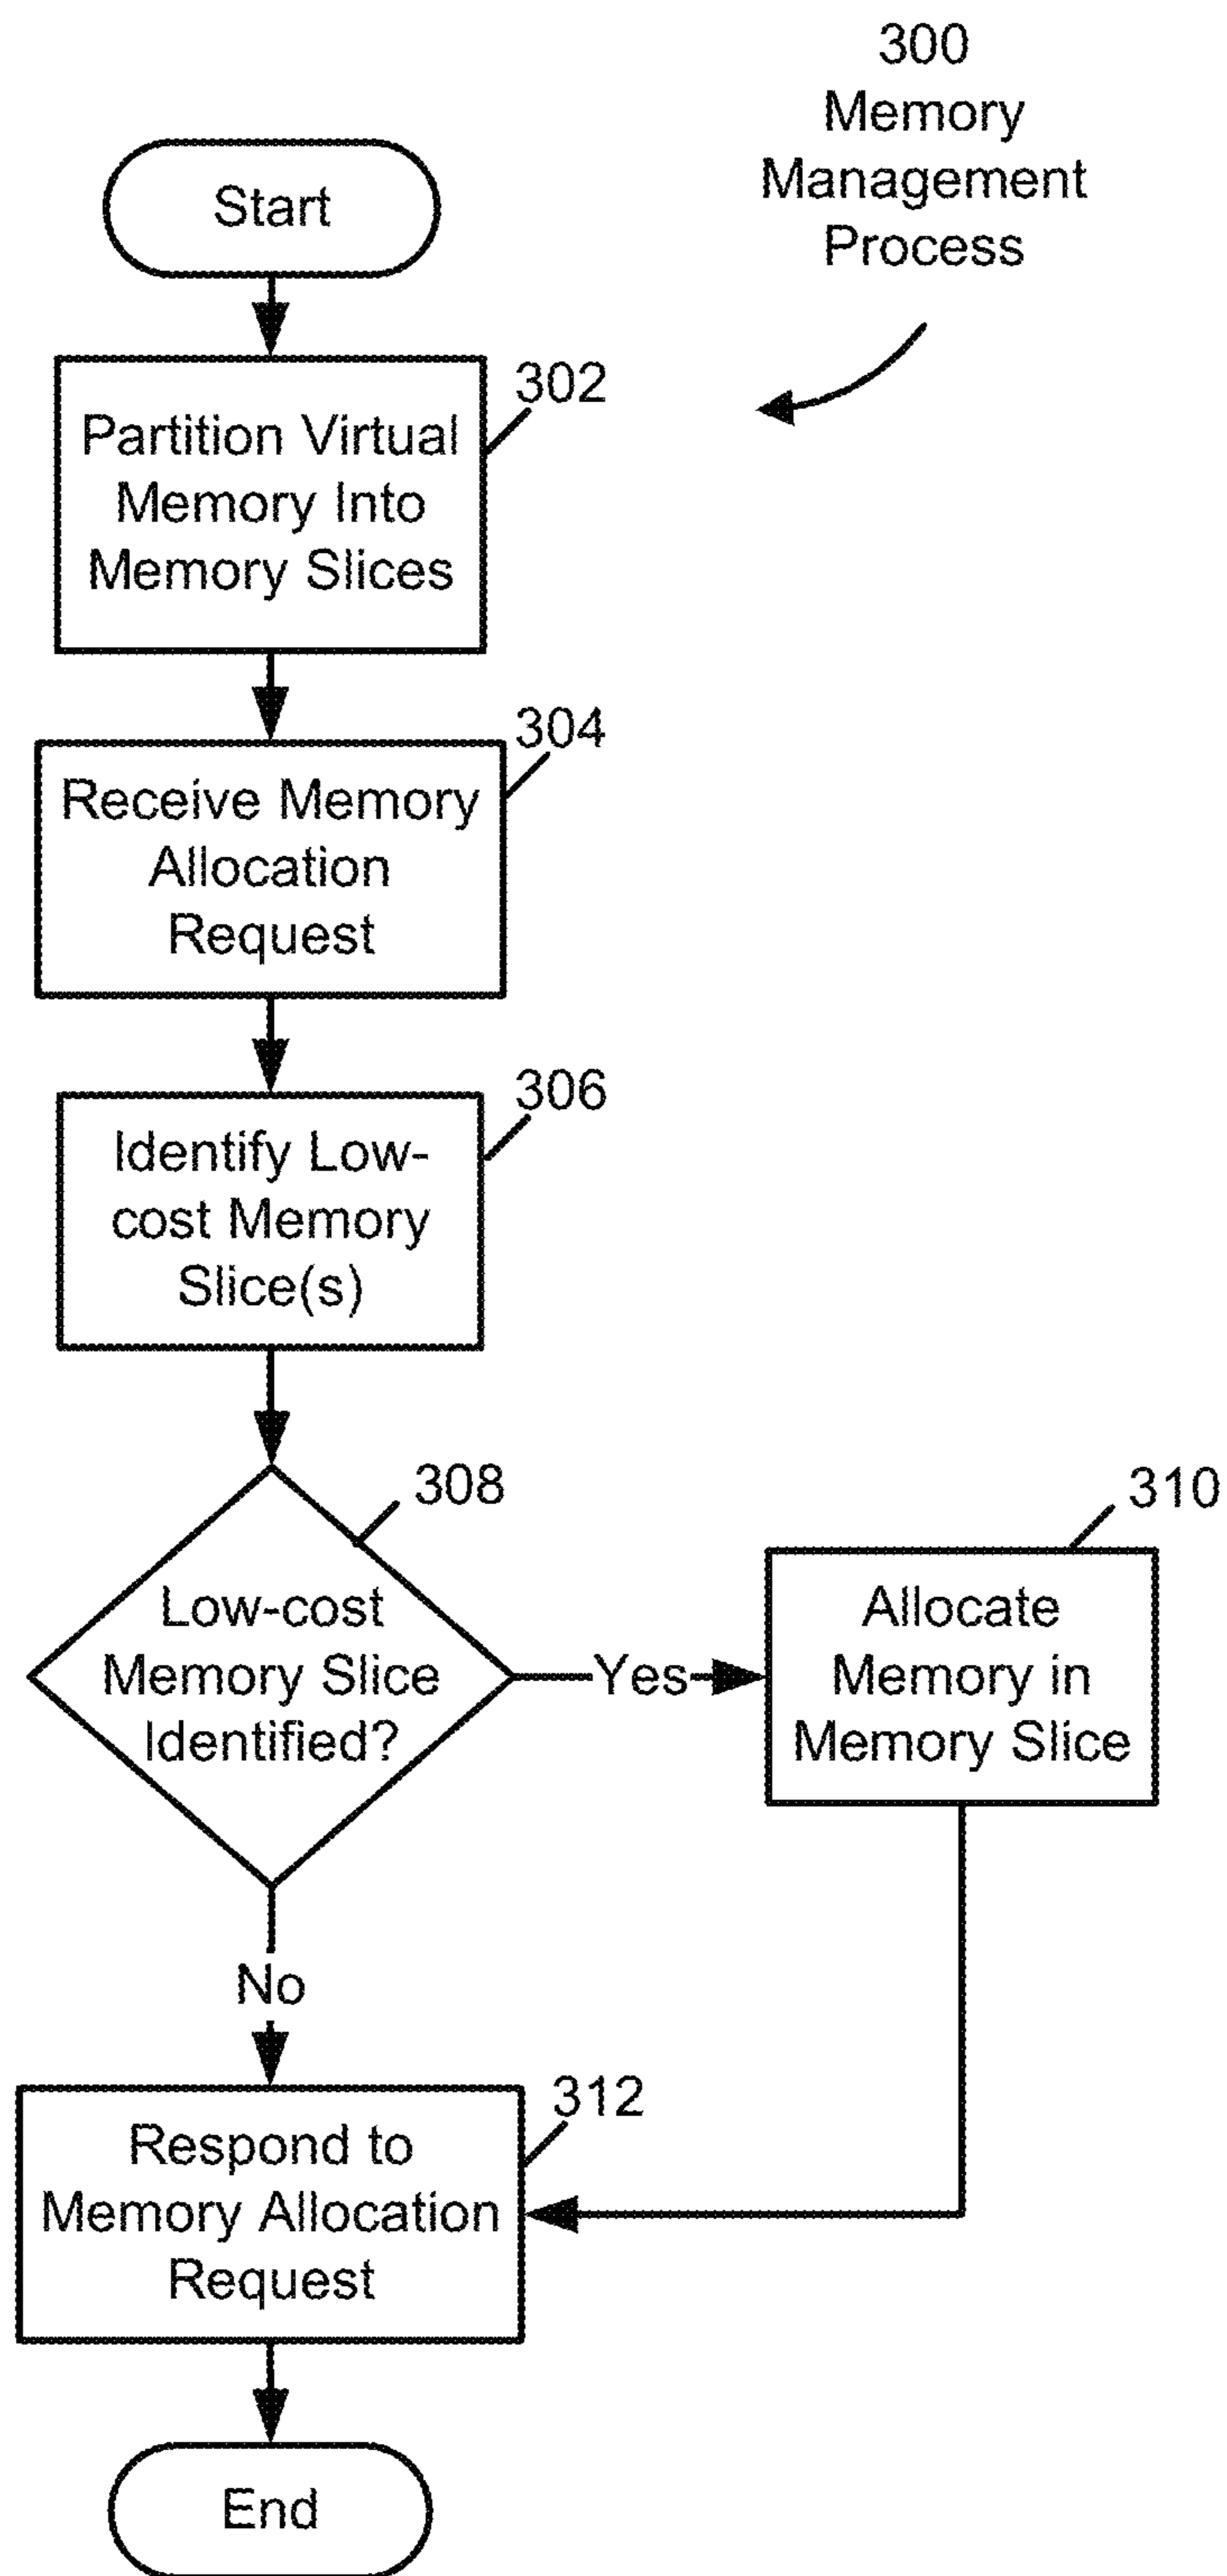 300
Memory
Management
Process
Start
302
Partition Virtual
Memory Into
Memory Slices
304
Receive Memory
Allocation
Request
306
Identify Low-
cost Memory
Slice(s)
308
Low-cost
Memory Slice
Identified?
Yes
310
Allocate
Memory in
Memory Slice
No
312
Respond to
Memory Allocation
Request
End